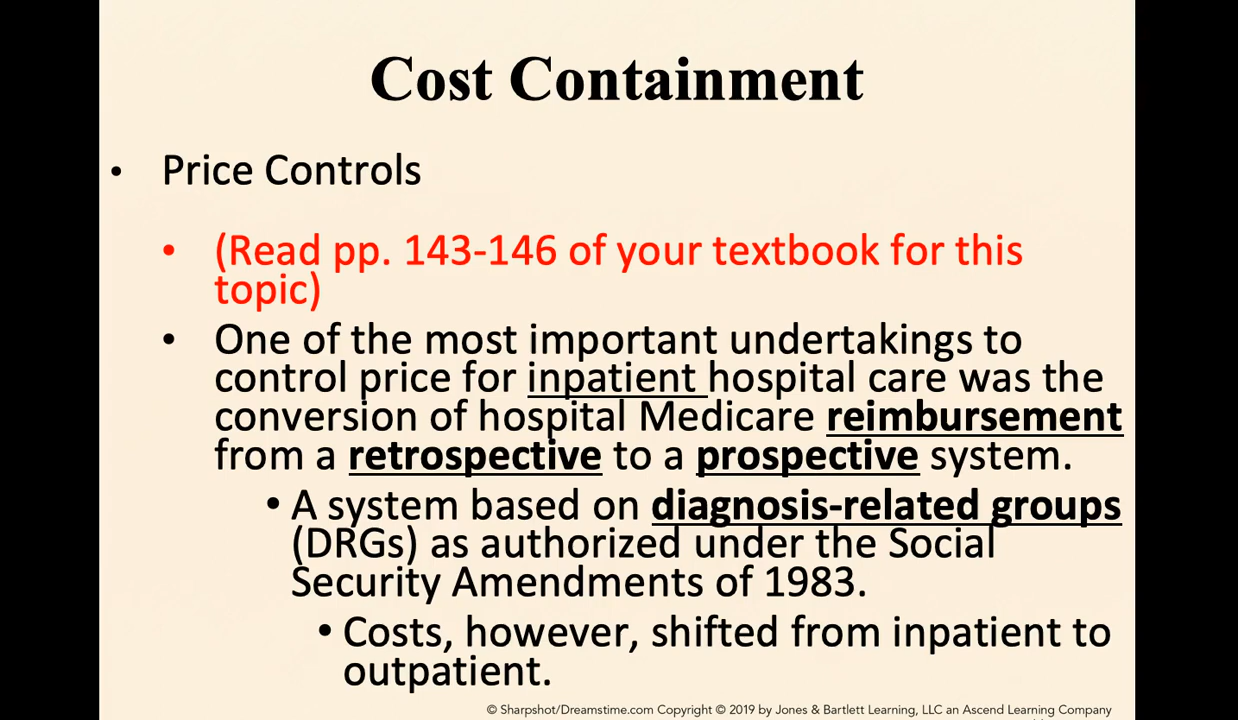 Cost Containment
• Price Controls
• (Read pp. 143-146 of your textbook for this
topic)
• One of the most important undertakings to
control price for inpatient hospital care was the
conversion of hospital Medicare reimbursement
from a retrospective to a prospective system.
• A system based on diagnosis-related groups
(DRGs) as authorized under the Social
Security Amendments of 1983.
• Costs, however, shifted from inpatient to
outpatient.
© Sharpshot/Dreamstime.com Copyright © 2019 by Jones & Bartlett Learning, LLC an Ascend Learning Company